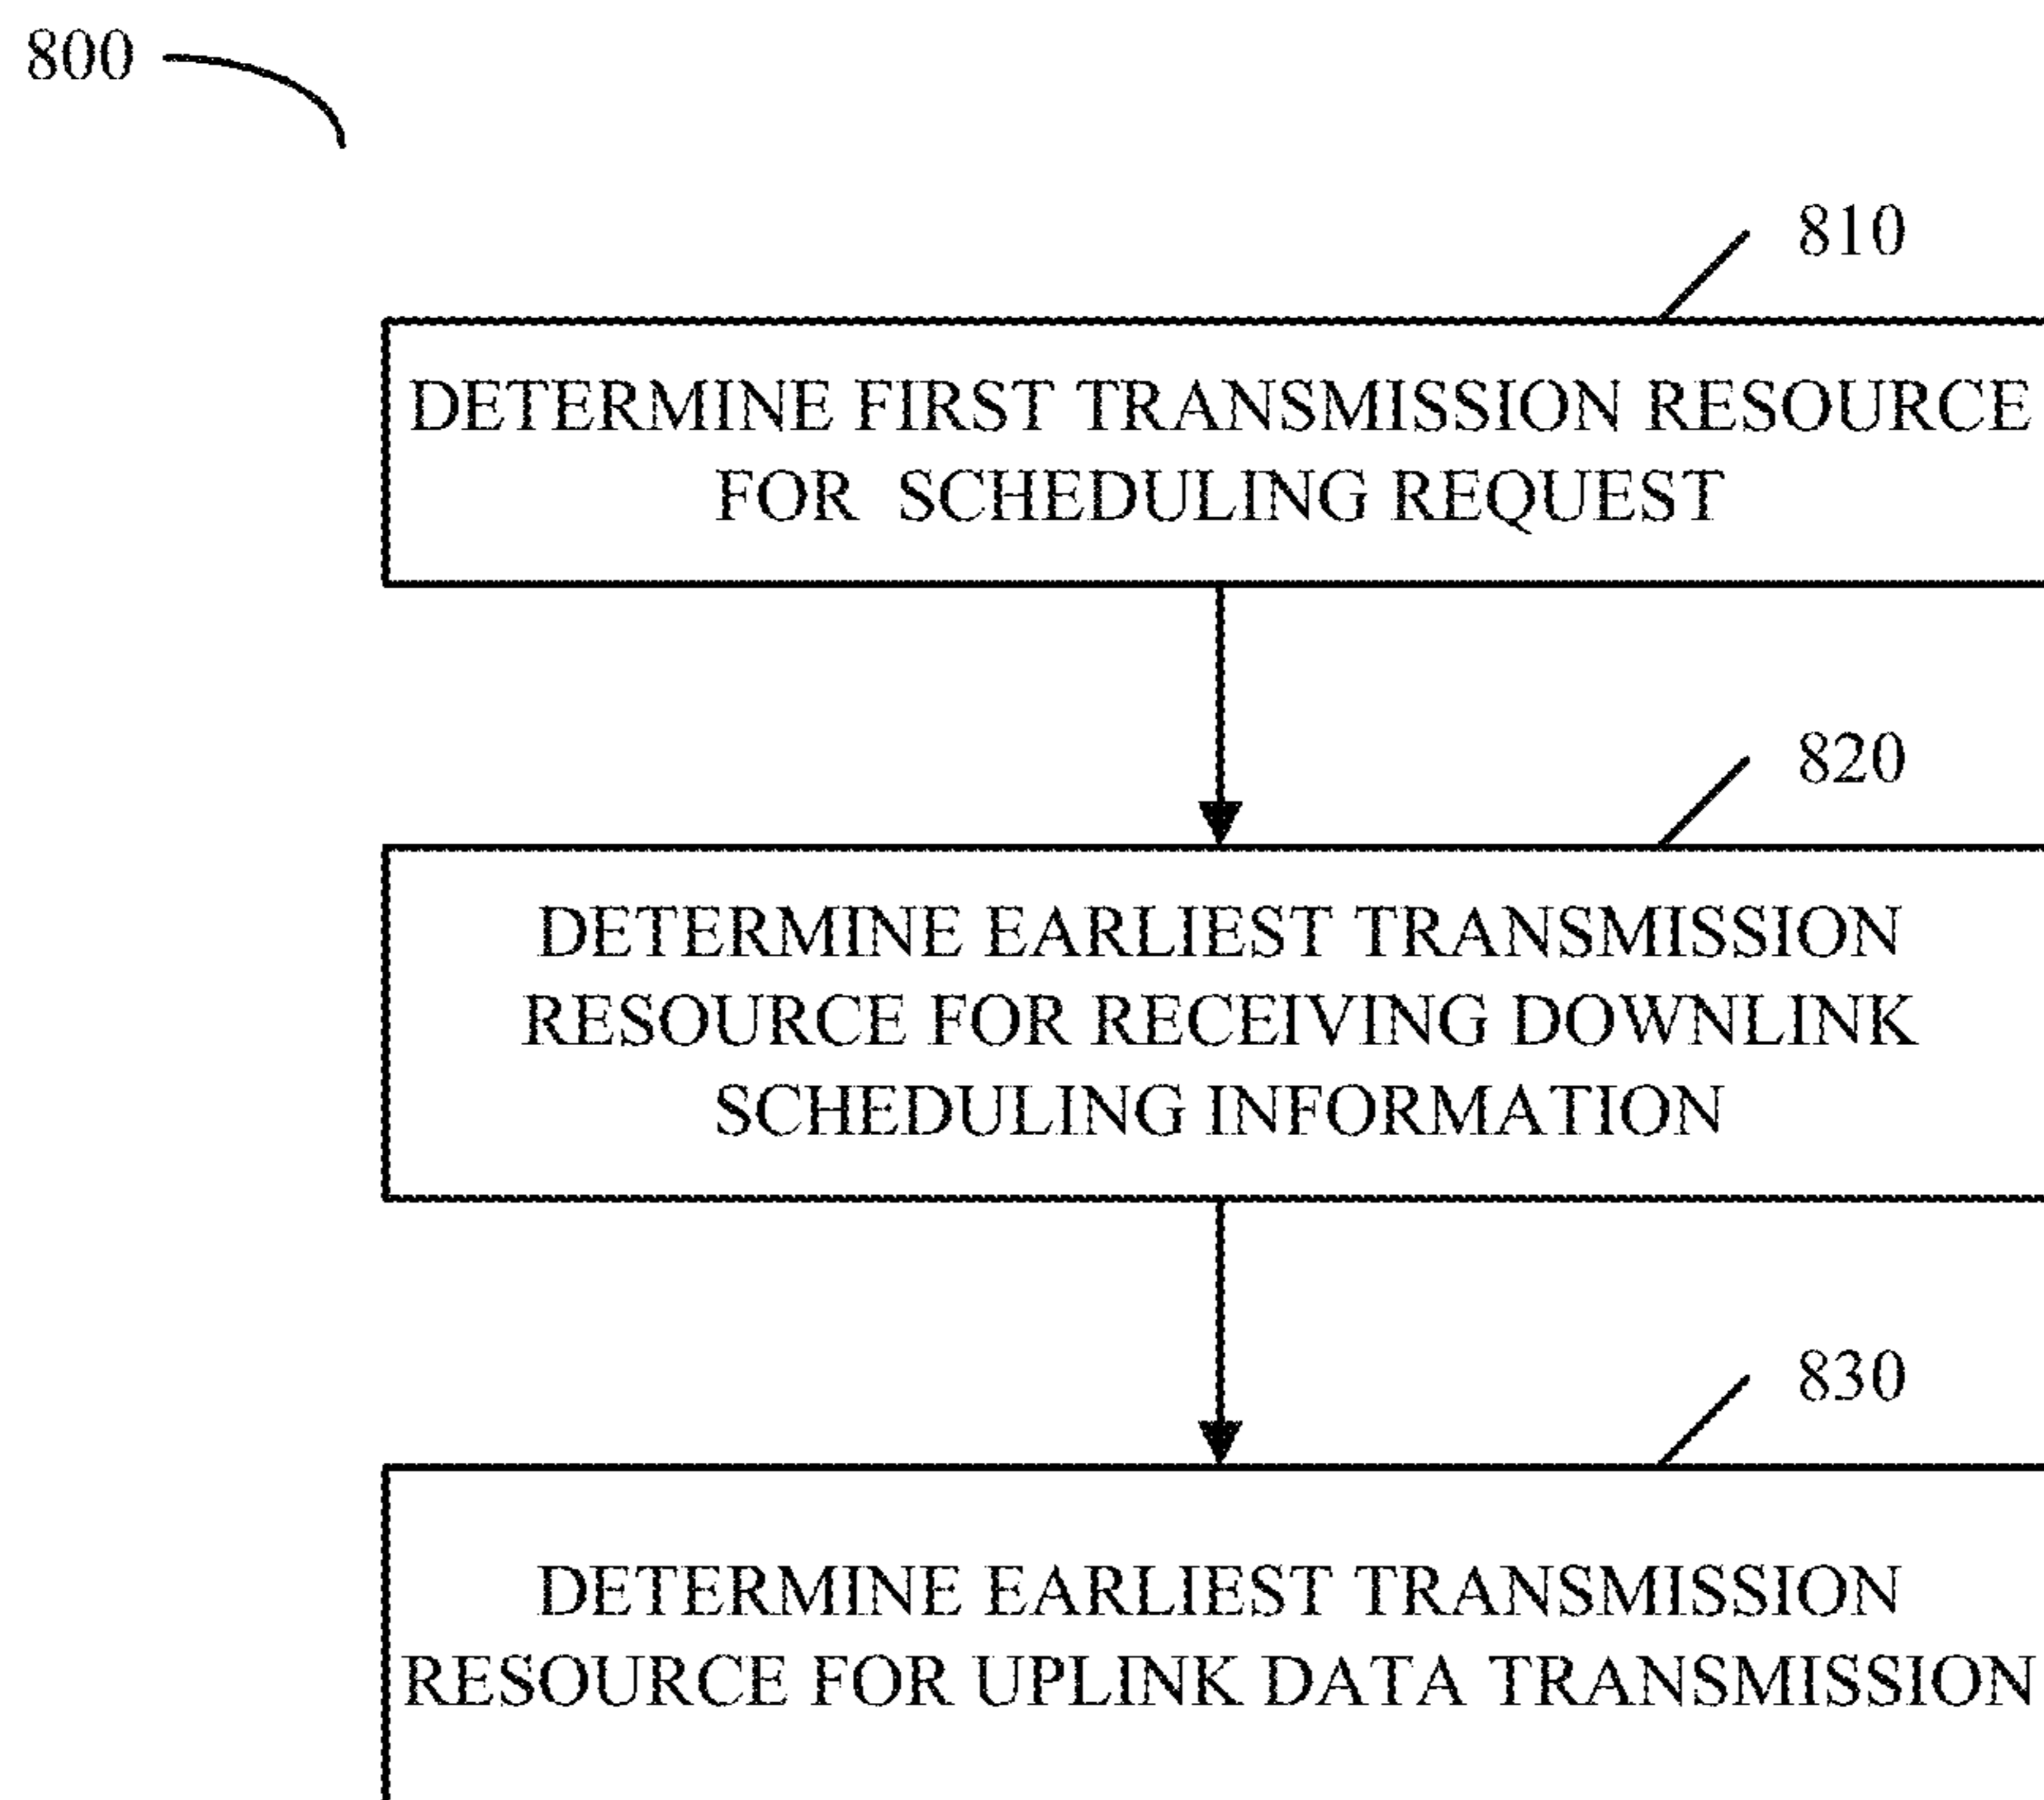 800
810
DETERMINE FIRST TRANSMISSION RESOURCE
FOR SCHEDULING REQUEST
820
DETERMINE EARLIEST TRANSMISSION
RESOURCE FOR RECEIVING DOWNLINK
SCHEDULING INFORMATION
830
DETERMINE EARLIEST TRANSMISSION
RESOURCE FOR UPLINK DATA TRANSMISSION